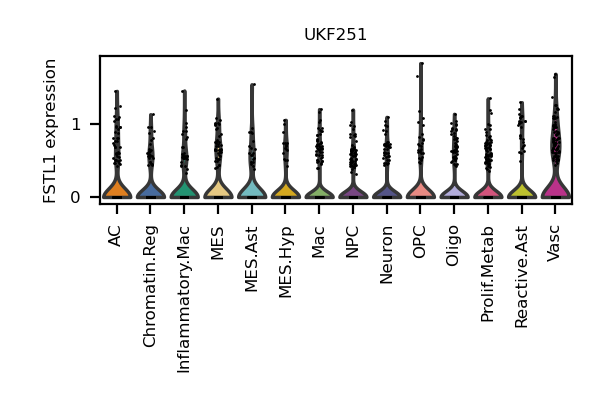 UKF251
FSTL1 expression
1
0
AC
Chromatin.Reg
Inflammatory.Mac
MES
MES.Ast
MES.Hyp
Mac
NPC
Neuron
OPC
Oligo
Prolif.Metab
Reactive.Ast
Vasc